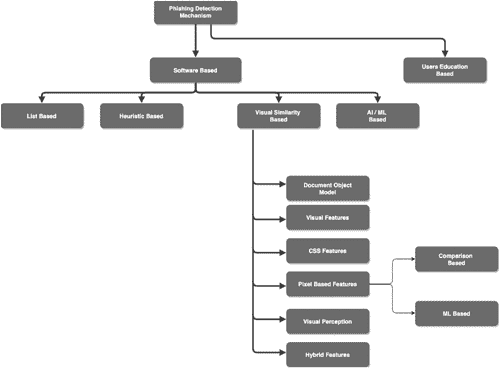 Phishing Detection
Mechanism
Software Based
Users Education
Based
List Based
Heuristic Based
Visual Similarity
Based
AI / ML
Based
Document Object
Model
Visual Features
CSS Features
Pixel Based Features
Comparison
Based
ML Based
Visual Perception
Hybrid Features